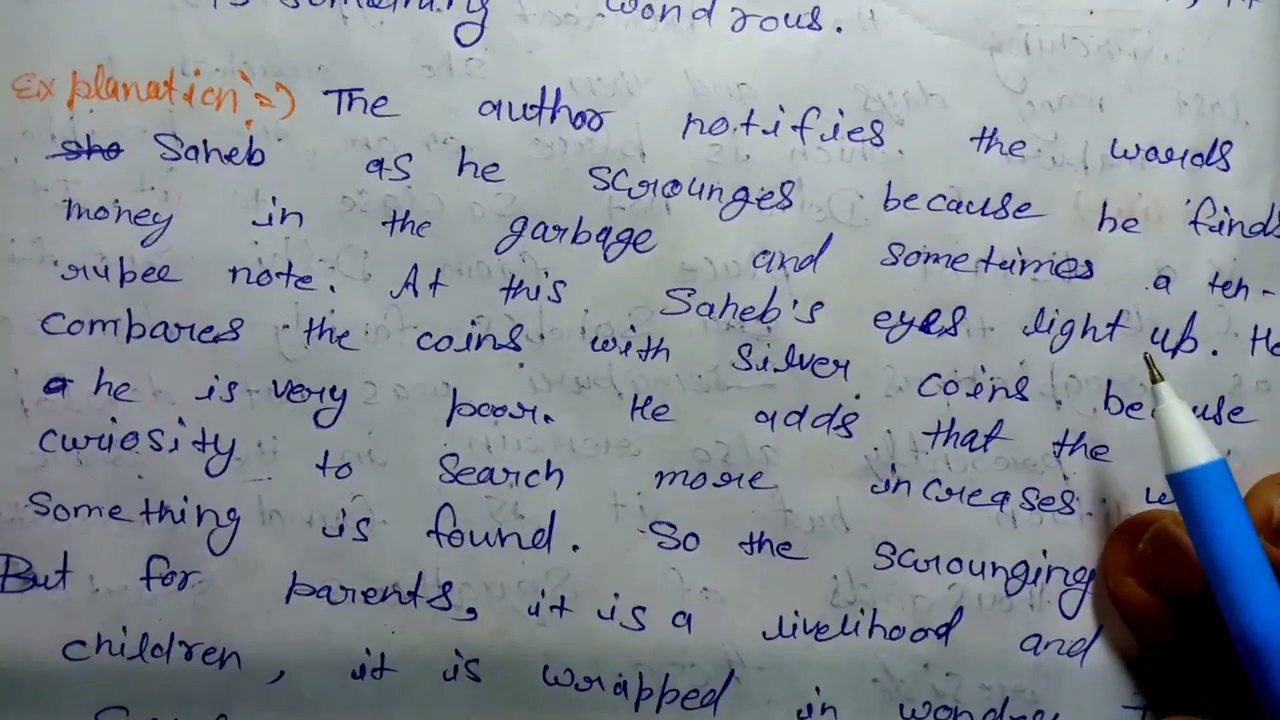 is something wondrous.
Explanation :=) The author notifies the words
she Saheb as he scrounges because he finds
money in the garbage and sometimes a ten-
rupee note. At this Saheb's eyes light up. He
compares the coins with silver coins because
a he is very poor. He adds that the
curiosity to search more increases
Something is found. So the scrounging
But for parents, it is a livelihood and
children, it is wrapped in